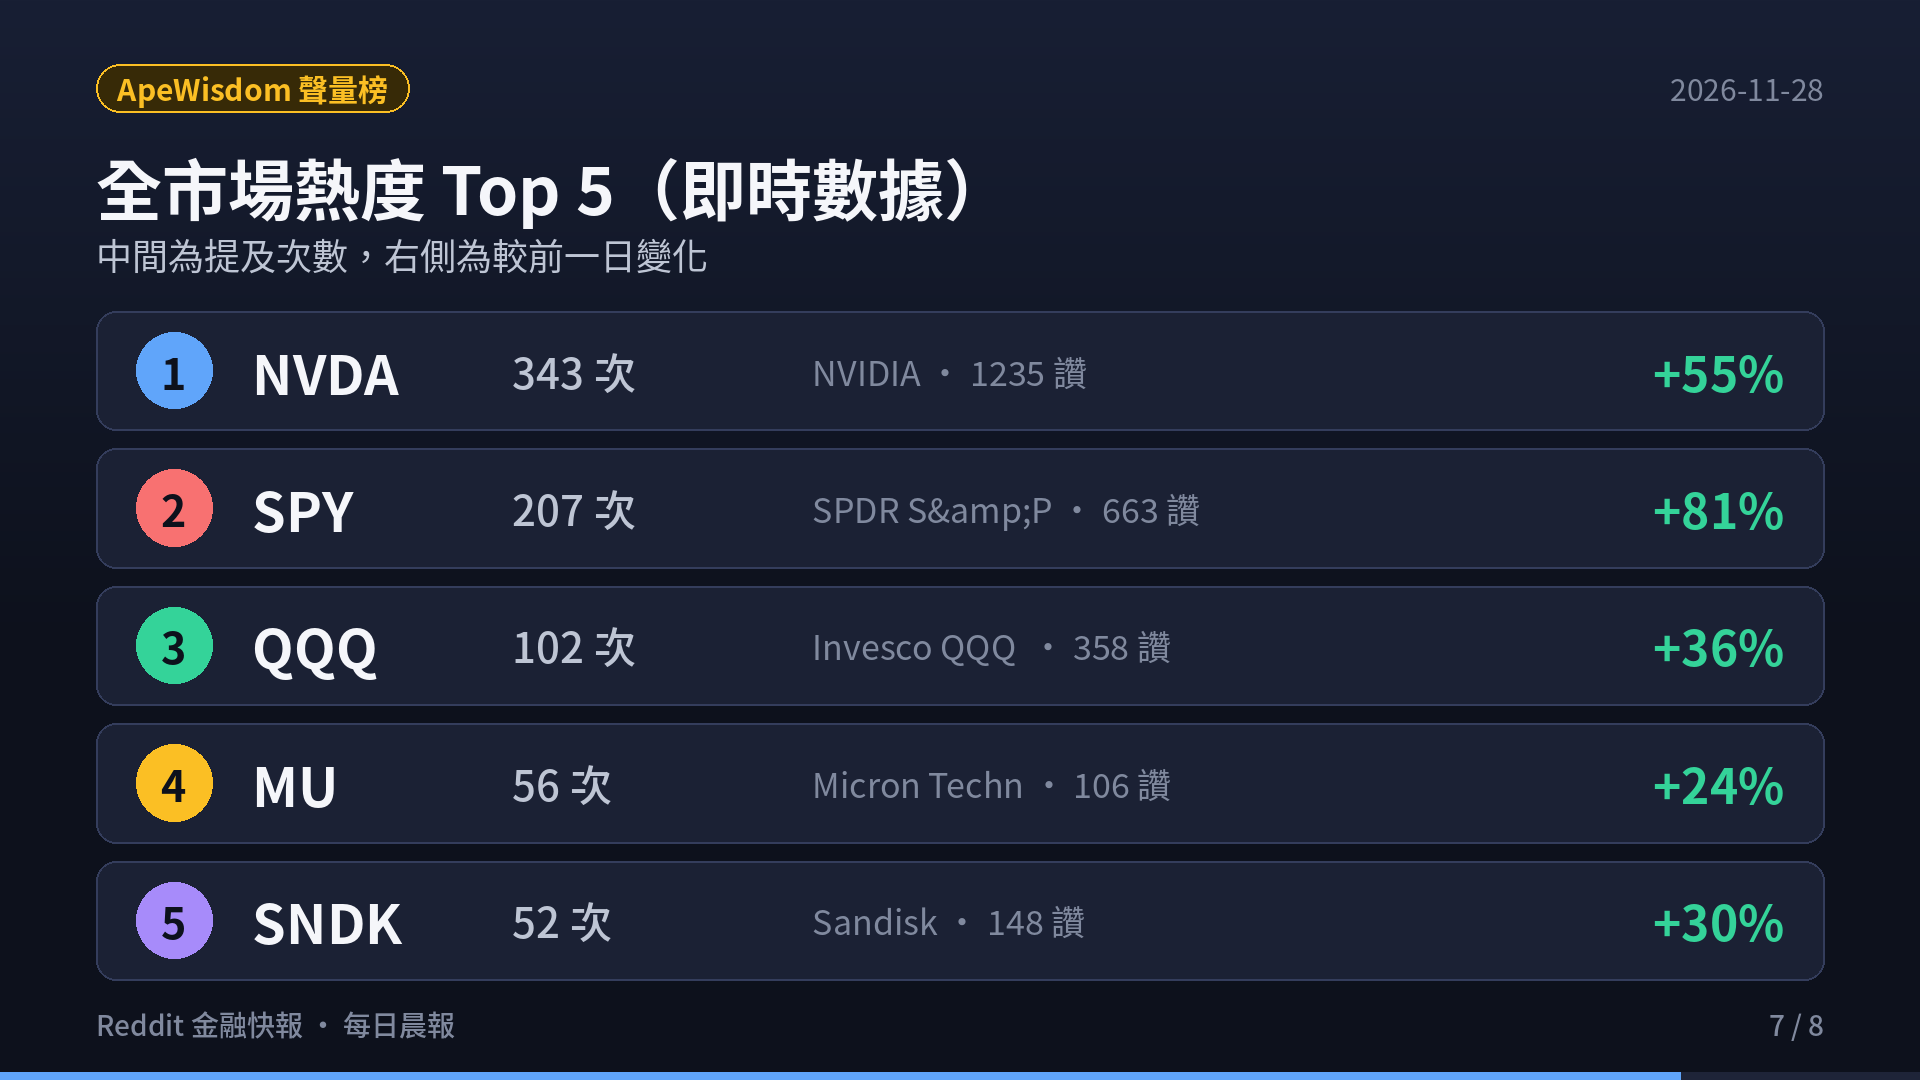 ApeWisdom 聲量榜
2026-11-28
全市場熱度 Top 5（即時數據）
中間為提及次數，右側為較前一日變化
1 NVDA 343 次 NVIDIA · 1235 讚 +55%
2 SPY 207 次 SPDR S&amp;P · 663 讚 +81%
3 QQQ 102 次 Invesco QQQ · 358 讚 +36%
4 MU 56 次 Micron Techn · 106 讚 +24%
5 SNDK 52 次 Sandisk · 148 讚 +30%
Reddit 金融快報 · 每日晨報
7 / 8